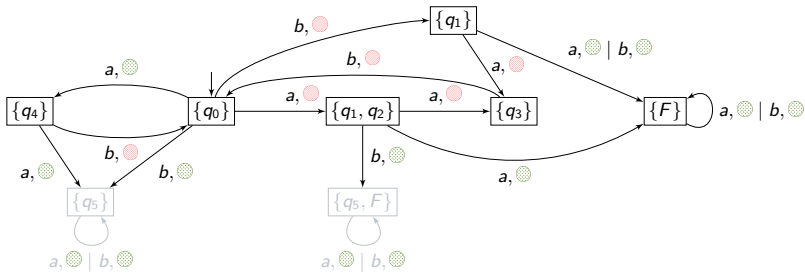 {q1}
b,
a, | b,
b,
a,
a,
{q4}
{q0}
a,
{q1, q2}
a,
{q3}
{F}
a, | b,
b,
a,
b,
b,
a,
{q5}
{q5, F}
a, | b,
a, | b,